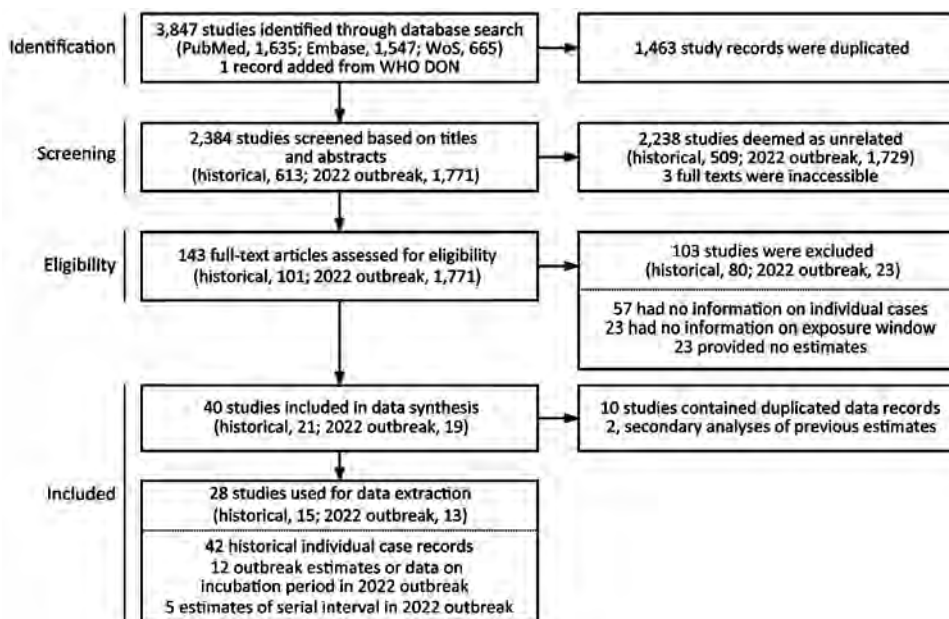 Identification
3,847 studies identified through database search
(PubMed, 1,635; Embase, 1,547; WoS, 665)
1 record added from WHO DON
1,463 study records were duplicated
Screening
2,384 studies screened based on titles
and abstracts
(historical, 613; 2022 outbreak, 1,771)
2,238 studies deemed as unrelated
(historical, 509; 2022 outbreak, 1,729)
3 full texts were inaccessible
Eligibility
143 full-text articles assessed for eligibility
(historical, 101; 2022 outbreak, 1,771)
103 studies were excluded
(historical, 80; 2022 outbreak, 23)
57 had no information on individual cases
23 had no information on exposure window
23 provided no estimates
Included
40 studies included in data synthesis
(historical, 21; 2022 outbreak, 19)
10 studies contained duplicated data records
2, secondary analyses of previous estimates
28 studies used for data extraction
(historical, 15; 2022 outbreak, 13)
42 historical individual case records
12 outbreak estimates or data on
incubation period in 2022 outbreak
5 estimates of serial interval in 2022 outbreak